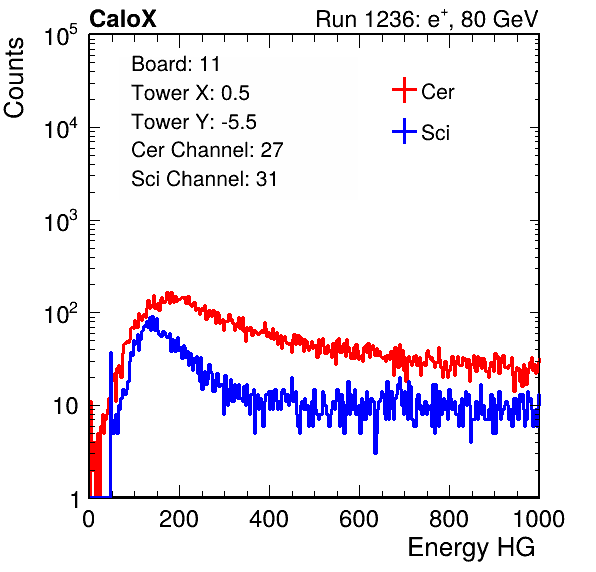 CaloX Run 1236: e⁺, 80 GeV
Board: 11
Tower X: 0.5
Tower Y: -5.5
Cer Channel: 27
Sci Channel: 31
Cer
Sci
Counts
10⁵
10⁴
10³
10²
10
1
0 200 400 600 800 1000
Energy HG